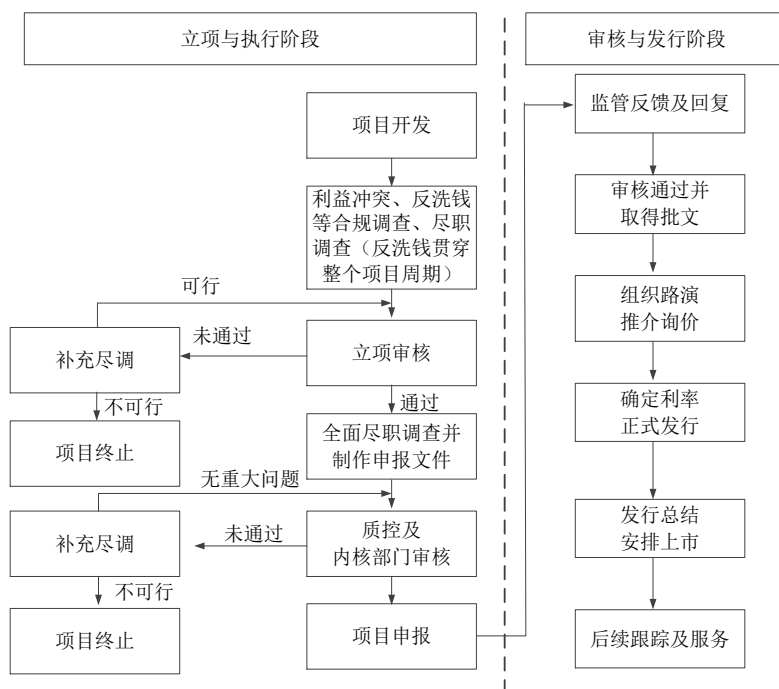 立项与执行阶段
审核与发行阶段
项目开发
利益冲突、反洗钱
等合规调查、尽职
调查（反洗钱贯穿
整个项目周期）
可行
立项审核
未通过
补充尽调
不可行
项目终止
通过
全面尽职调查并
制作申报文件
无重大问题
质控及
内核部门审核
未通过
补充尽调
不可行
项目终止
项目申报
监管反馈及回复
审核通过并
取得批文
组织路演
推介询价
确定利率
正式发行
发行总结
安排上市
后续跟踪及服务